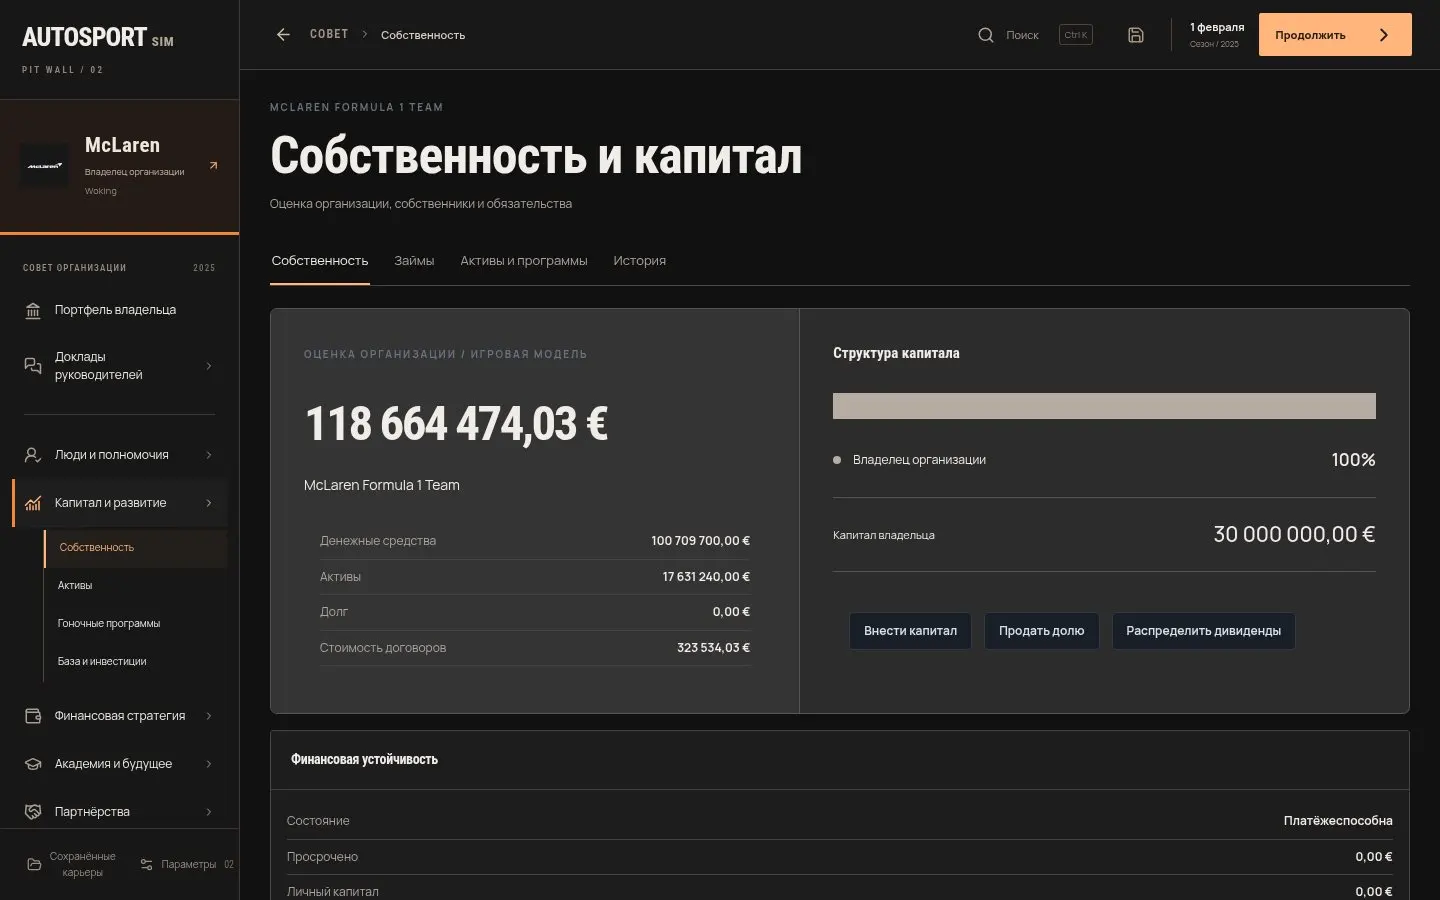 AUTOSPORT SIM
PIT WALL / 02
McLaren
McLaren
Владелец организации
Woking
СОВЕТ ОРГАНИЗАЦИИ 2025
Портфель владельца
Доклады
руководителей
Люди и полномочия
Капитал и развитие
Собственность
Активы
Гоночные программы
База и инвестиции
Финансовая стратегия
Академия и будущее
Партнёрства
Сохранённые
карьеры
Параметры 02
СОВЕТ
Собственность
Поиск
Ctrl K
1 февраля
Сезон / 2025
Продолжить
MCLAREN FORMULA 1 TEAM
Собственность и капитал
Оценка организации, собственники и обязательства
Собственность Займы Активы и программы История
ОЦЕНКА ОРГАНИЗАЦИИ / ИГРОВАЯ МОДЕЛЬ
118 664 474,03 €
McLaren Formula 1 Team
Денежные средства 100 709 700,00 €
Активы 17 631 240,00 €
Долг 0,00 €
Стоимость договоров 323 534,03 €
Структура капитала
Владелец организации 100%
Капитал владельца 30 000 000,00 €
Внести капитал Продать долю Распределить дивиденды
Финансовая устойчивость
Состояние Платёжеспособна
Просрочено 0,00 €
Личный капитал 0,00 €